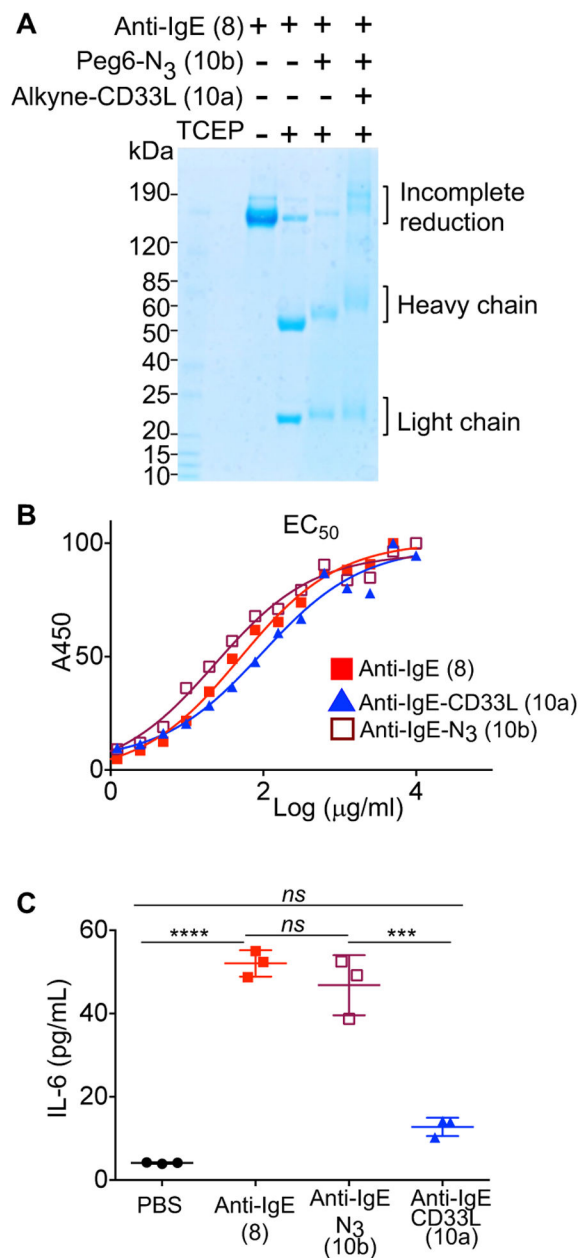 A
Anti-IgE (8) + + + +
Peg6-N3 (10b) - - + +
Alkyne-CD33L (10a) - - - +
TCEP - + + +
kDa
190
120
85
60
50
40
25
20
15
10
Incomplete
reduction
Heavy chain
Light chain
B
EC50
A450
100
50
0
0 2 4
Log (μg/ml)
Anti-IgE (8)
Anti-IgE-CD33L (10a)
Anti-IgE-N3 (10b)
C
ns
**** ns ***
IL-6 (pg/mL)
60
40
20
0
PBS
Anti-IgE
(8)
Anti-IgE
N3
(10b)
Anti-IgE
CD33L
(10a)